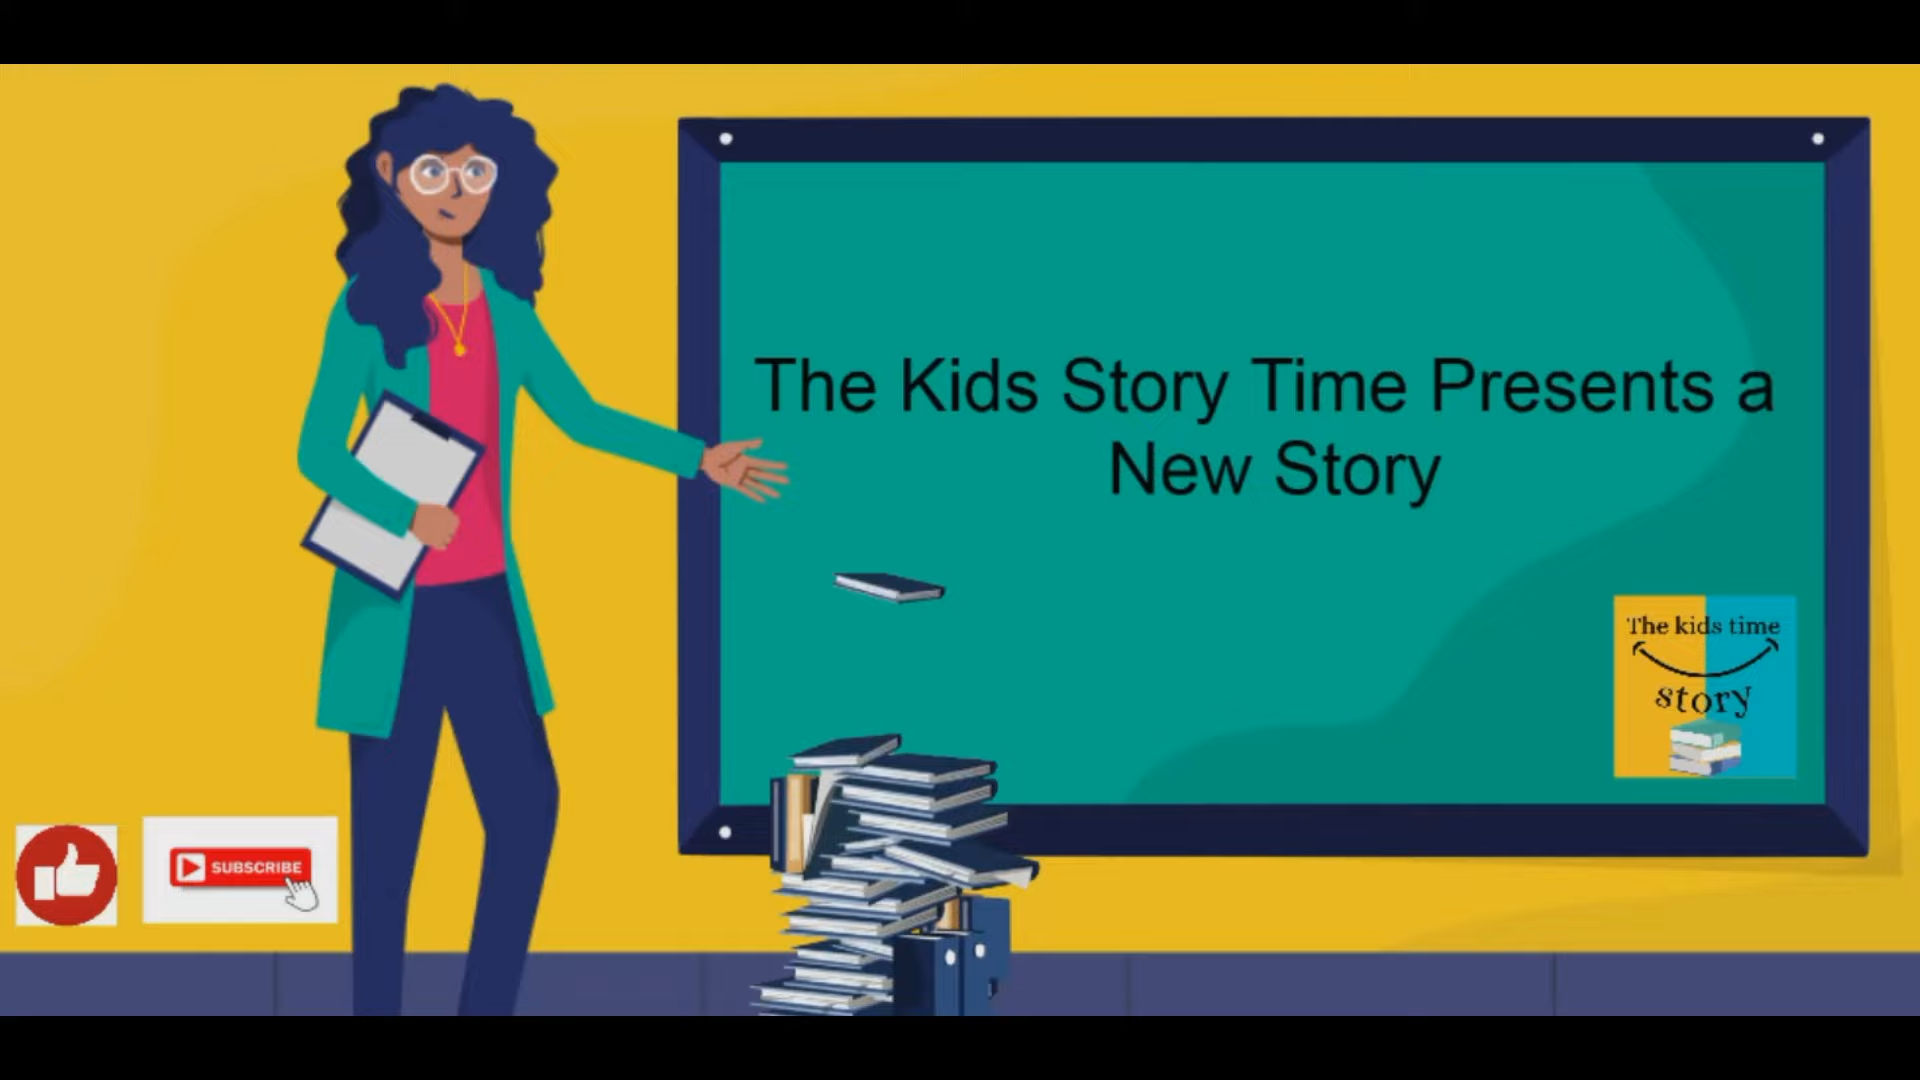 The Kids Story Time Presents a
New Story
The kids time
story
SUBSCRIBE